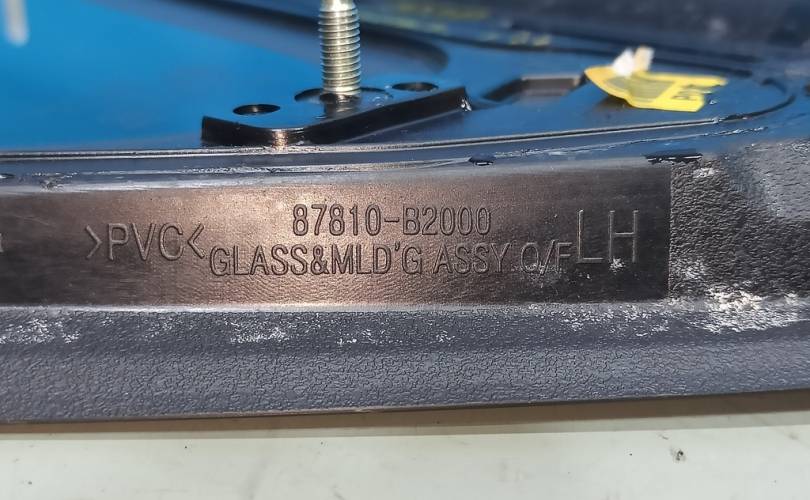 >PVC<
87810-B2000
GLASS&MLD'G ASSY Q/F
LH